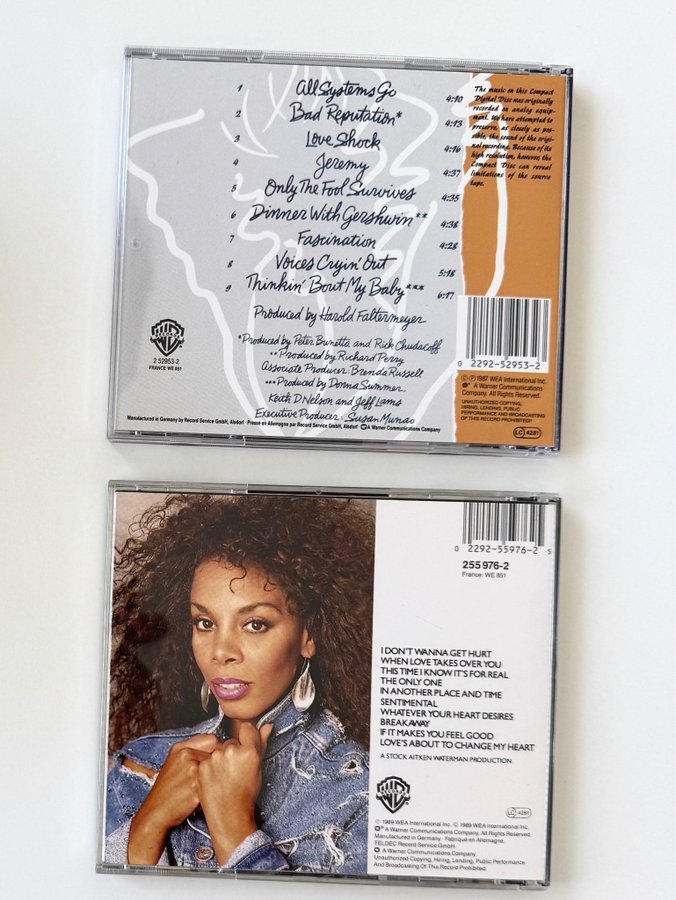 1 All Systems Go 4:10
2 Bad Reputation* 4:13
3 Love Shock 4:16
4 Jeremy 4:37
5 Only The Fool Survives 4:35
6 Dinner With Gershwin** 4:38
7 Fascination 4:28
8 Voices Cryin' Out 5:18
9 Thinkin' Bout My Baby*** 6:17
Produced by Harold Faltermeyer
*Produced by Peter Bunetta and Rick Chudacoff
**Produced by Richard Perry
Associate Producer: Brenda Russell
***Produced by Donna Summer,
Keith D Nelson and Jeff Lams
Executive Producer: Susan Munao
The music on this Compact
Digital Disc was originally
recorded on analog equip-
ment. We have attempted to
preserve, as closely as pos-
sible, the sound of the origi-
nal recording. Because of its
high resolution, however, the
Compact Disc can reveal
limitations of the source
tape.
RECORDS
2 52953-2
FRANCE WE 851
0 2292-52953-2
℗ © 1987 WEA International Inc.
A Warner Communications
Company. All Rights Reserved.
UNAUTHORIZED COPYING,
HIRING, LENDING, PUBLIC
PERFORMANCE AND BROADCASTING
OF THIS RECORD PROHIBITED!
LC 4281
Manufactured in Germany by Record Service GmbH, Alsdorf · Pressé en Allemagne par Record Service GmbH, Alsdorf A Warner Communications Company
0 2292-55976-2 5
255 976-2
France: WE 851
I DON'T WANNA GET HURT
WHEN LOVE TAKES OVER YOU
THIS TIME I KNOW IT'S FOR REAL
THE ONLY ONE
IN ANOTHER PLACE AND TIME
SENTIMENTAL
WHATEVER YOUR HEART DESIRES
BREAKAWAY
IF IT MAKES YOU FEEL GOOD
LOVE'S ABOUT TO CHANGE MY HEART
A STOCK AITKEN WATERMAN PRODUCTION
RECORDS
LC 4281
℗ 1989 WEA International Inc. © 1989 WEA International Inc.
A Warner Communications Company. All Rights Reserved.
Manufactured in Germany · Fabriqué en Allemagne.
TELDEC Record Service GmbH.
A Warner Communications Company
Unauthorized Copying, Hiring, Lending, Public Performance
And Broadcasting Of This Record Prohibited.